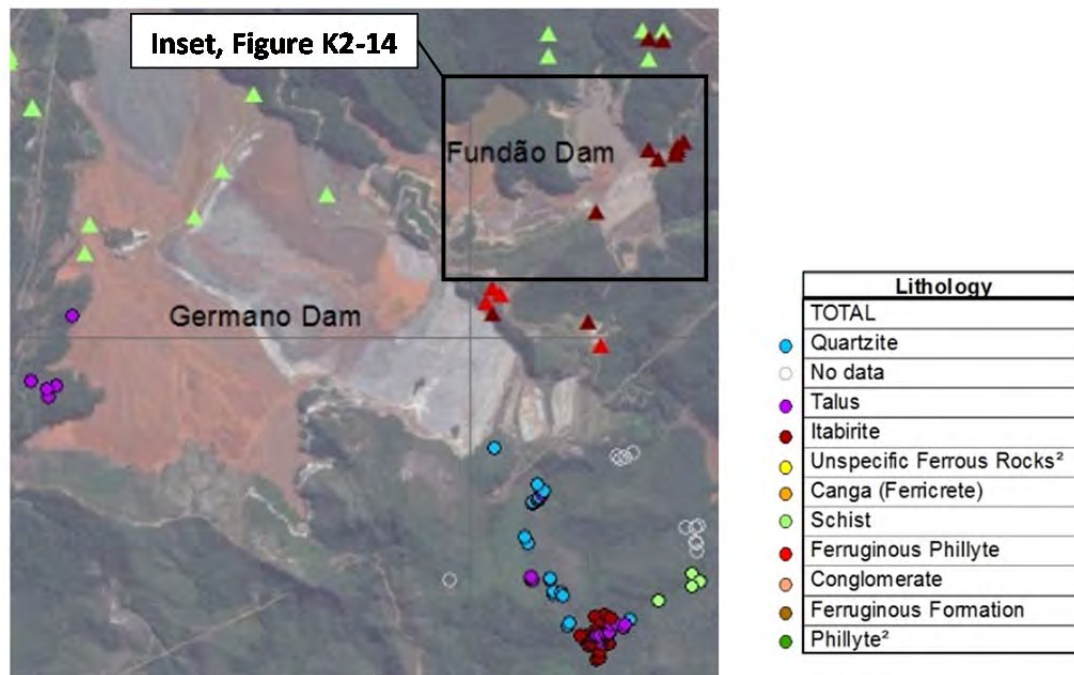 Inset, Figure K2-14
Fundão Dam
Germano Dam
Lithology
TOTAL
Quartzite
No data
Talus
Itabirite
Unspecific Ferrous Rocks²
Canga (Ferricrete)
Schist
Ferruginous Phillyte
Conglomerate
Ferruginous Formation
Phillyte²